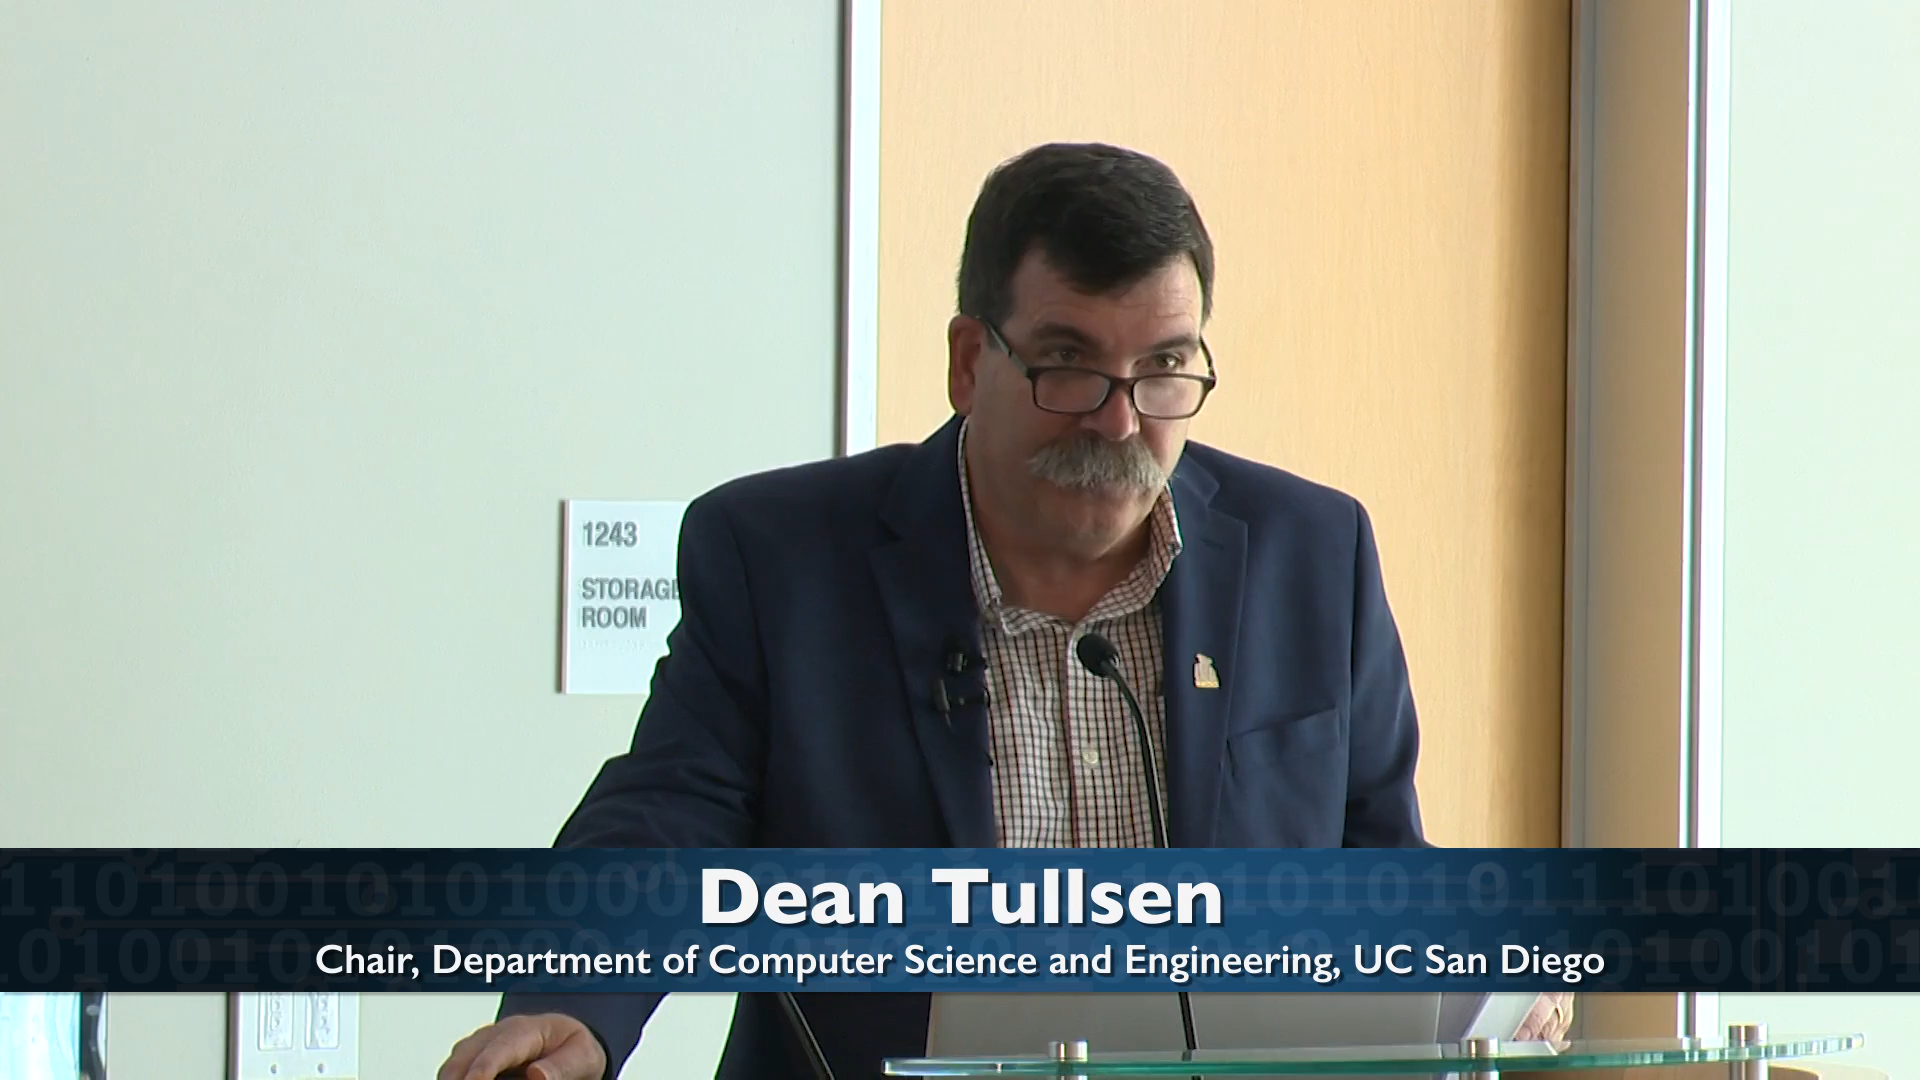 1243
STORAGE
ROOM
Dean Tullsen
Chair, Department of Computer Science and Engineering, UC San Diego